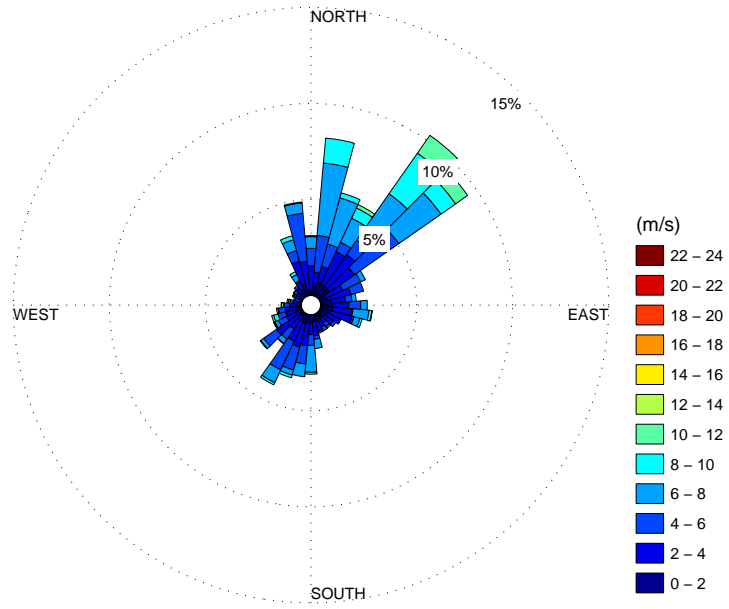 NORTH
15%
10%
5%
WEST
EAST
SOUTH
(m/s)
22 – 24
20 – 22
18 – 20
16 – 18
14 – 16
12 – 14
10 – 12
8 – 10
6 – 8
4 – 6
2 – 4
0 – 2